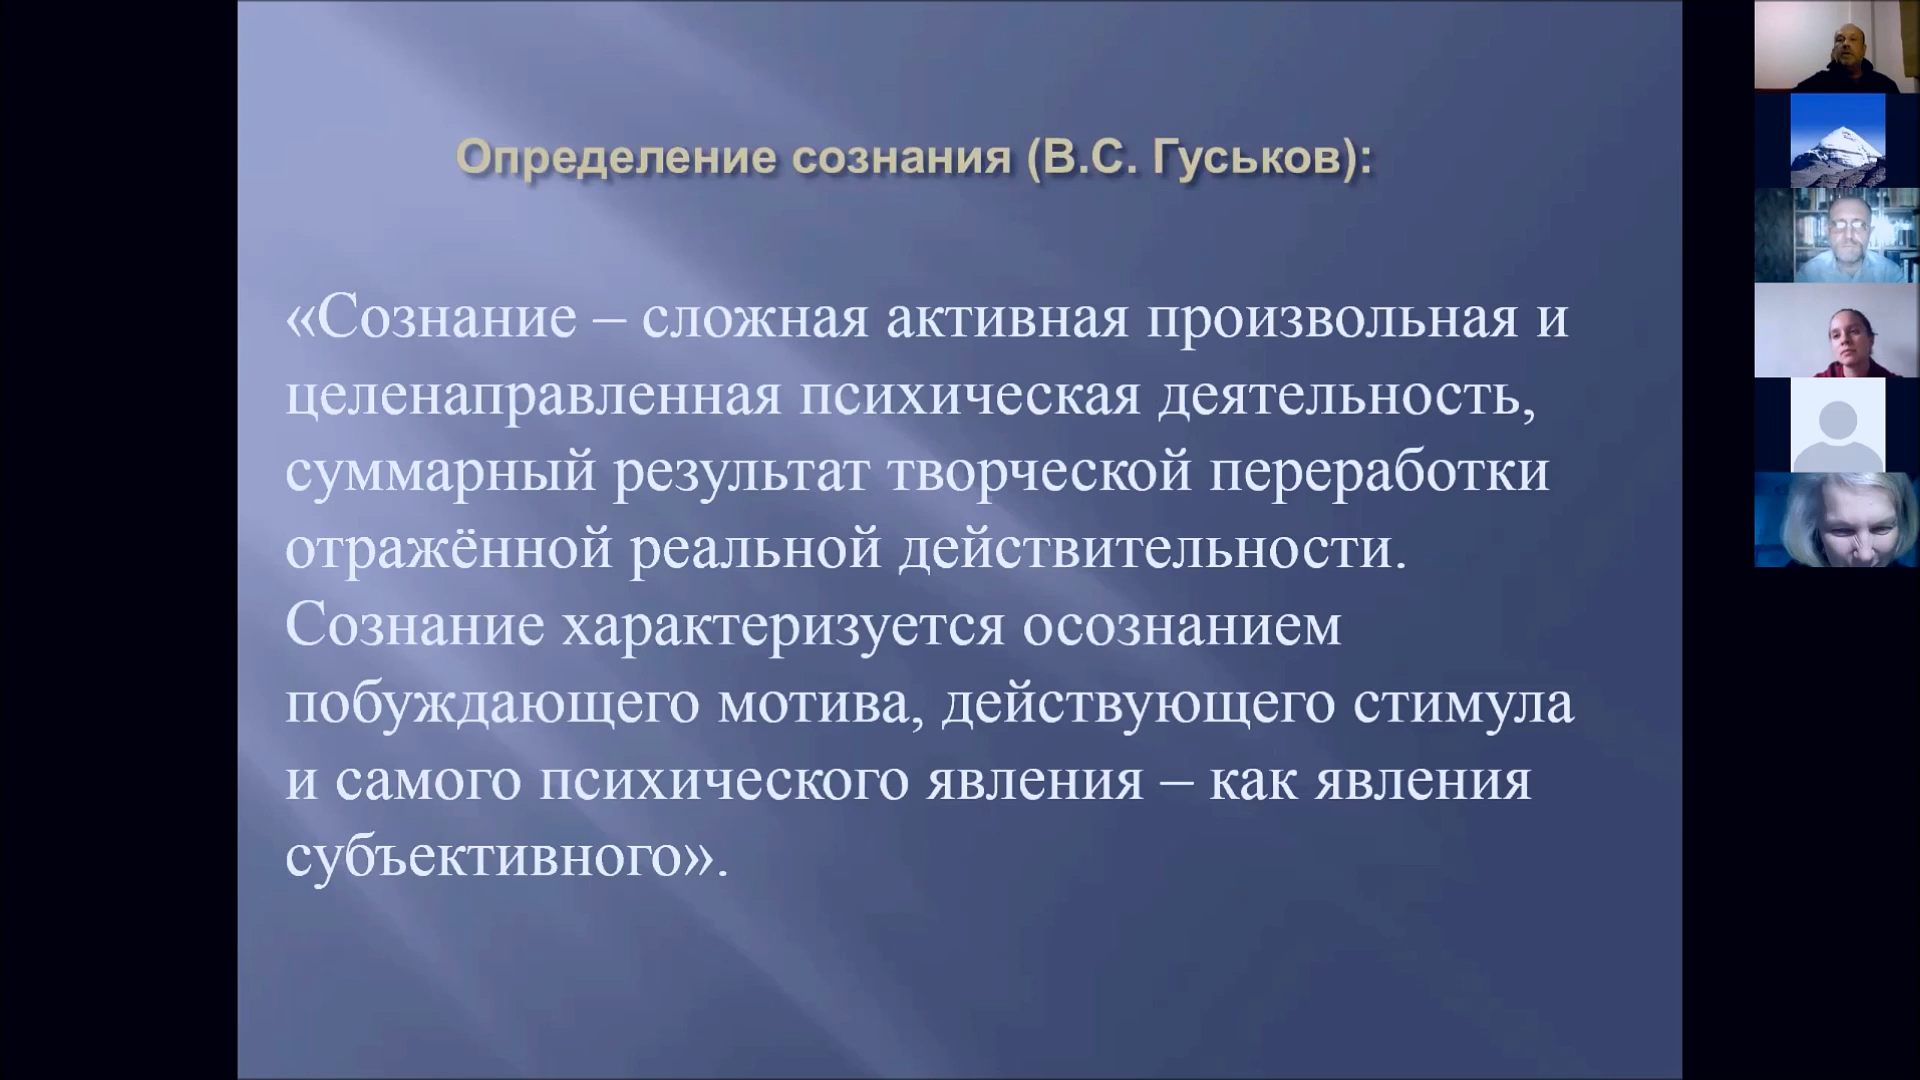 Определение сознания (В.С. Гуськов):
«Сознание – сложная активная произвольная и
целенаправленная психическая деятельность,
суммарный результат творческой переработки
отражённой реальной действительности.
Сознание характеризуется осознанием
побуждающего мотива, действующего стимула
и самого психического явления – как явления
субъективного».